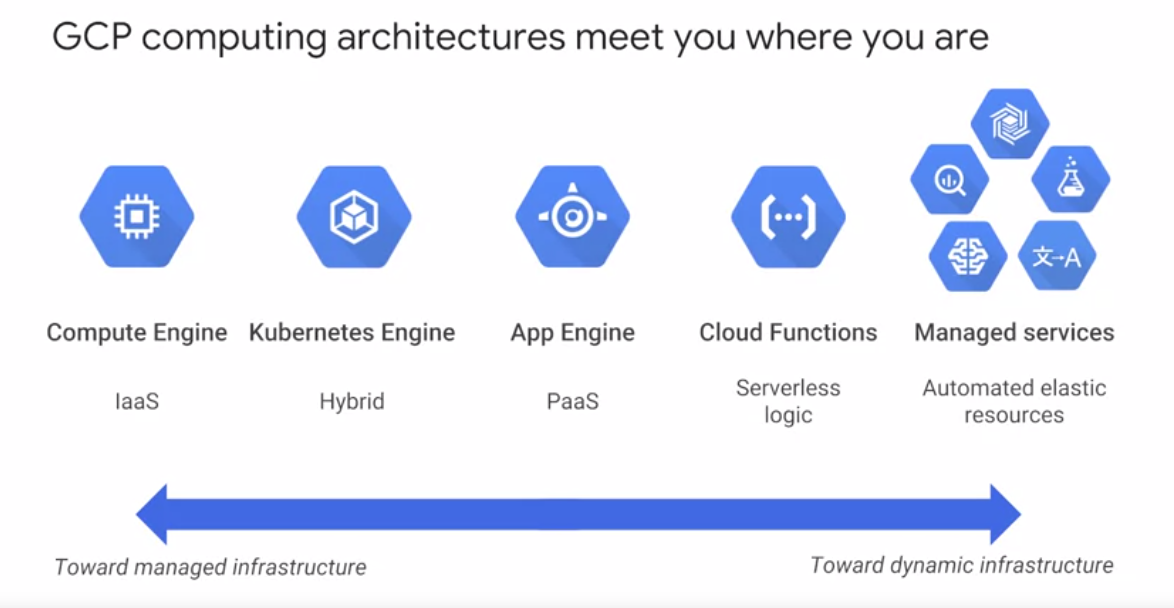 GCP computing architectures meet you where you are
文→A
Compute Engine
Kubernetes Engine
App Engine
Cloud Functions
Managed services
IaaS
Hybrid
PaaS
Serverless
logic
Automated elastic
resources
Toward managed infrastructure
Toward dynamic infrastructure